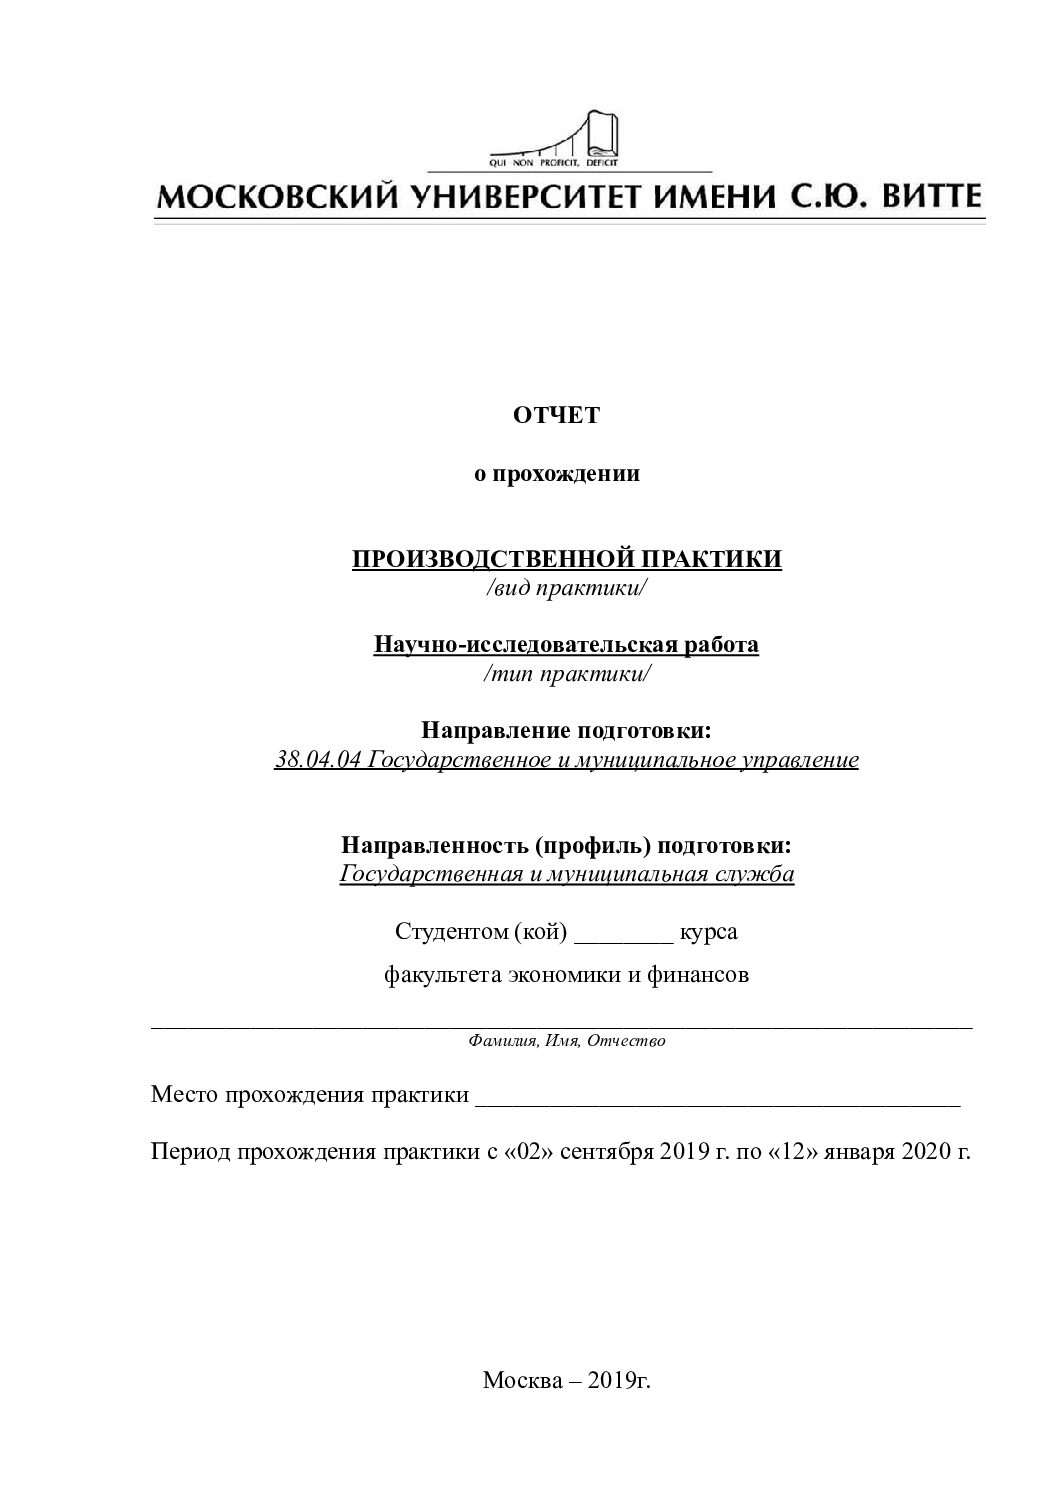 QUI NON PROFICIT, DEFICIT
МОСКОВСКИЙ УНИВЕРСИТЕТ ИМЕНИ С.Ю. ВИТТЕ
ОТЧЕТ
о прохождении
ПРОИЗВОДСТВЕННОЙ ПРАКТИКИ
/вид практики/
Научно-исследовательская работа
/тип практики/
Направление подготовки:
38.04.04 Государственное и муниципальное управление
Направленность (профиль) подготовки:
Государственная и муниципальная служба
Студентом (кой) ________ курса
факультета экономики и финансов
Фамилия, Имя, Отчество
Место прохождения практики _______________________________________
Период прохождения практики с «02» сентября 2019 г. по «12» января 2020 г.
Москва – 2019г.